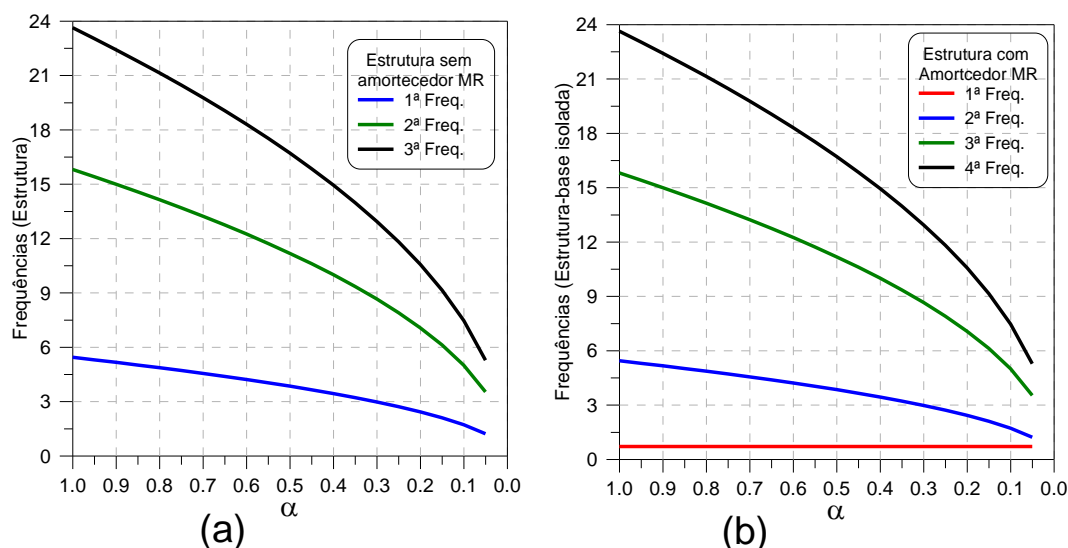 24
21
18
15
12
9
6
3
0
Frequências (Estrutura)
Estrutura sem
amortecedor MR
1ª Freq.
2ª Freq.
3ª Freq.
1.0 0.9 0.8 0.7 0.6 0.5 0.4 0.3 0.2 0.1 0.0
α
(a)
24
21
18
15
12
9
6
3
0
Frequências (Estrutura-base isolada)
Estrutura com
Amortcedor MR
1ª Freq.
2ª Freq.
3ª Freq.
4ª Freq.
1.0 0.9 0.8 0.7 0.6 0.5 0.4 0.3 0.2 0.1 0.0
α
(b)